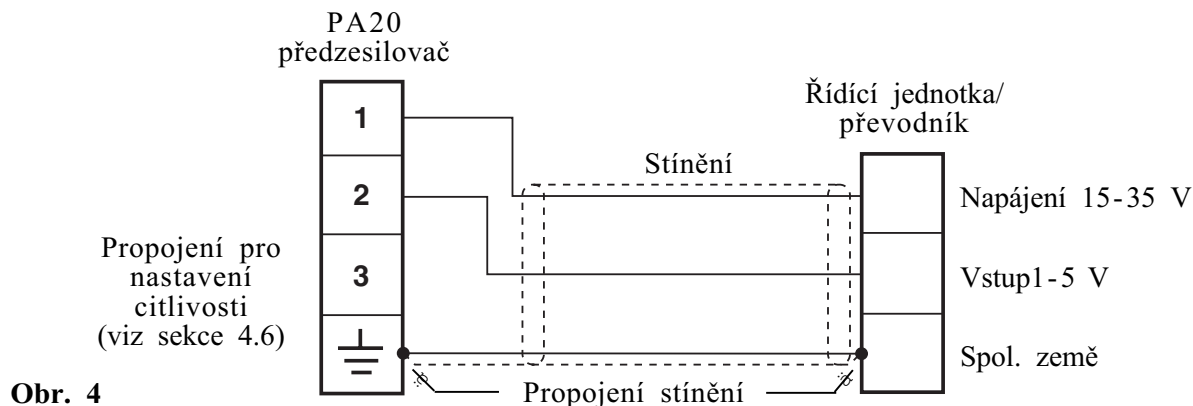 PA20
předzesilovač
Řídící jednotka/
převodník
1
Stínění
2
Napájení 15-35 V
Propojení pro
nastavení
citlivosti
(viz sekce 4.6)
3
Vstup1-5 V
Spol. země
Obr. 4
Propojení stínění